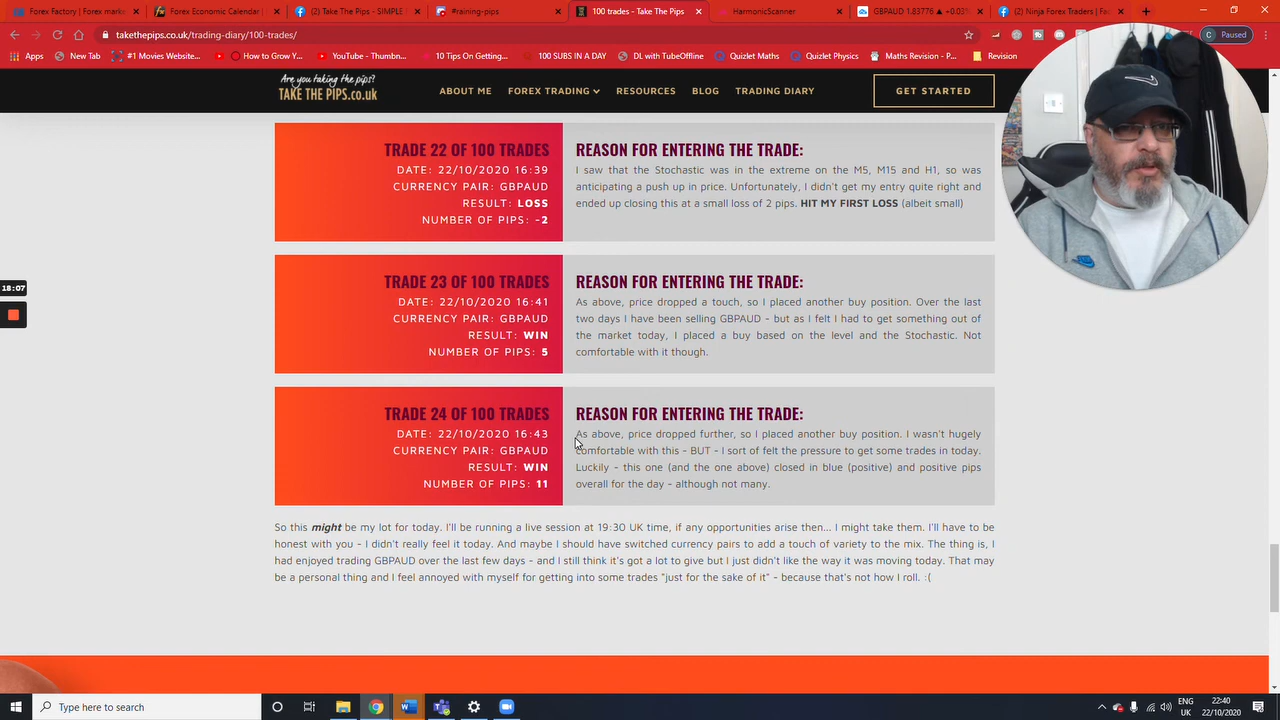 Forex Factory | Forex mark
Forex Economic Calendar |
(2) Take The Pips - SIMPLE
#raining-pips
100 trades - Take The Pips
HarmonicScanner
GBPAUD 1.83776 ▲ +0.03%
(2) Ninja Forex Traders | Fac
takethepips.co.uk/trading-diary/100-trades/
C Paused
Apps
New Tab
#1 Movies Website...
How to Grow Y...
YouTube - Thumbn...
10 Tips On Getting...
100 SUBS IN A DAY
DL with TubeOffline
Quizlet Maths
Quizlet Physics
Maths Revision - P...
Revision
Are you taking the pips?
TAKE THE PIPS.co.uk
ABOUT ME
FOREX TRADING
RESOURCES
BLOG
TRADING DIARY
GET STARTED
TRADE 22 OF 100 TRADES
DATE: 22/10/2020 16:39
CURRENCY PAIR: GBPAUD
RESULT: LOSS
NUMBER OF PIPS: -2
REASON FOR ENTERING THE TRADE:
I saw that the Stochastic was in the extreme on the M5, M15 and H1, so was
anticipating a push up in price. Unfortunately, I didn't get my entry quite right and
ended up closing this at a small loss of 2 pips. HIT MY FIRST LOSS (albeit small)
18:07
TRADE 23 OF 100 TRADES
DATE: 22/10/2020 16:41
CURRENCY PAIR: GBPAUD
RESULT: WIN
NUMBER OF PIPS: 5
REASON FOR ENTERING THE TRADE:
As above, price dropped a touch, so I placed another buy position. Over the last
two days I have been selling GBPAUD - but as I felt I had to get something out of
the market today, I placed a buy based on the level and the Stochastic. Not
comfortable with it though.
TRADE 24 OF 100 TRADES
DATE: 22/10/2020 16:43
CURRENCY PAIR: GBPAUD
RESULT: WIN
NUMBER OF PIPS: 11
REASON FOR ENTERING THE TRADE:
As above, price dropped further, so I placed another buy position. I wasn't hugely
comfortable with this - BUT - I sort of felt the pressure to get some trades in today.
Luckily - this one (and the one above) closed in blue (positive) and positive pips
overall for the day - although not many.
So this might be my lot for today. I'll be running a live session at 19:30 UK time, if any opportunities arise then... I might take them. I'll have to be
honest with you - I didn't really feel it today. And maybe I should have switched currency pairs to add a touch of variety to the mix. The thing is, I
had enjoyed trading GBPAUD over the last few days - and I still think it's got a lot to give but I just didn't like the way it was moving today. That may
be a personal thing and I feel annoyed with myself for getting into some trades "just for the sake of it" - because that's not how I roll. :(
Type here to search
ENG
UK
22:40
22/10/2020